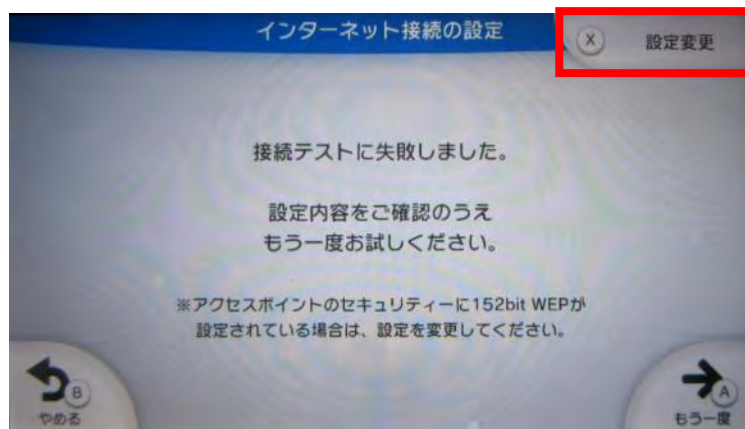 インターネット接続の設定
X 設定変更
接続テストに失敗しました。
設定内容をご確認のうえ
もう一度お試しください。
※アクセスポイントのセキュリティーに152bit WEPが
設定されている場合は、設定を変更してください。
B
やめる
A
もう一度